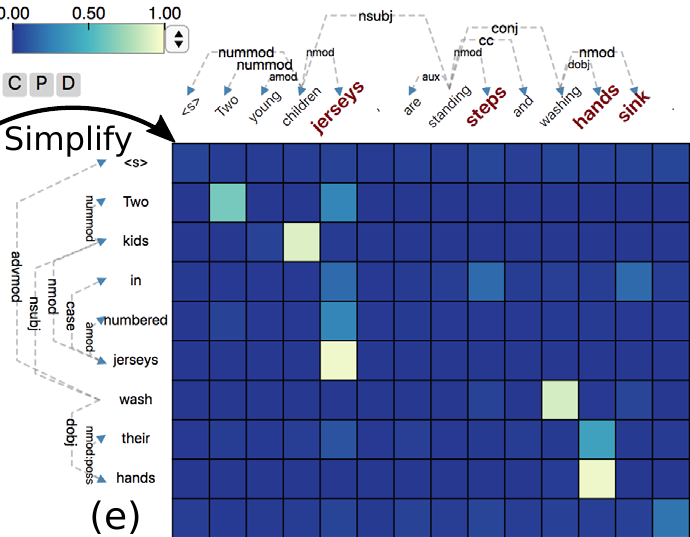 0.00 0.50 1.00
C P D
nsubj
conj
cc
nummod nmod nmod nmod
nummod dobj
amod aux
<s> Two young children jerseys , are standing steps and washing hands sink .
Simplify
<s>
Two
nummod
kids
in
advmod nsubj nmod case
numbered
amod
jerseys
wash
their
dobj nmod:poss
hands
(e)